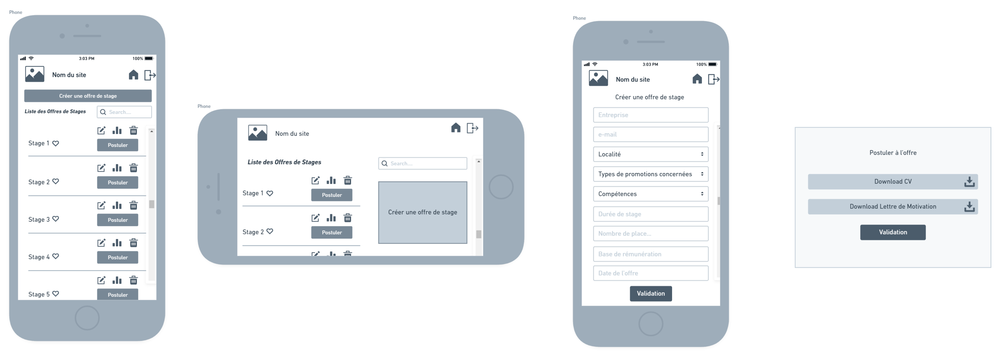 Phone
3:03 PM
100%
Nom du site
Créer une offre de stage
Liste des Offres de Stages
Search....
Stage 1
Postuler
Stage 2
Postuler
Stage 3
Postuler
Stage 4
Postuler
Stage 5
Postuler
Phone
Nom du site
Liste des Offres de Stages
Search....
Stage 1
Postuler
Stage 2
Postuler
Créer une offre de stage
Phone
3:03 PM
100%
Nom du site
Créer une offre de stage
Entreprise
e-mail
Localité
Types de promotions concernées
Compétences
Durée de stage
Nombre de place...
Base de rémunération
Date de l'offre
Validation
Postuler à l'offre
Download CV
Download Lettre de Motivation
Validation